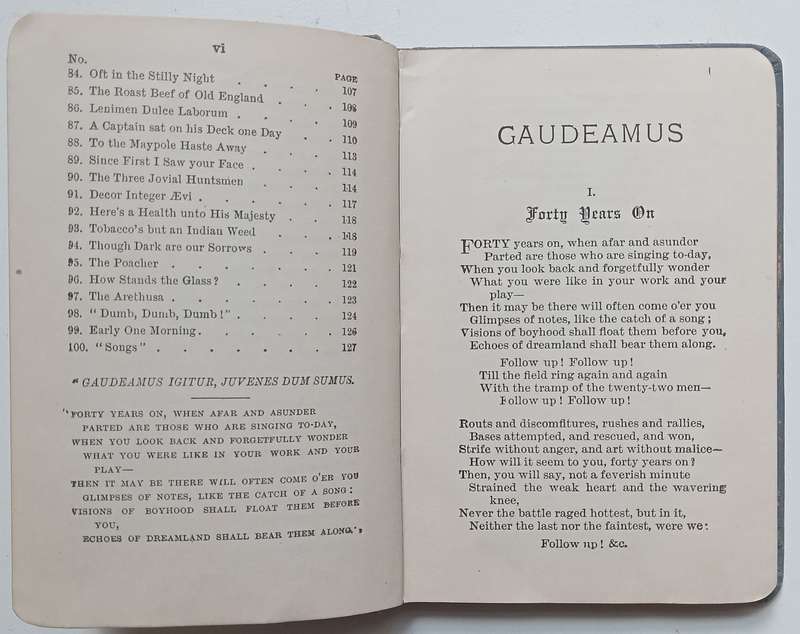 vi
No.
PAGE
84. Oft in the Stilly Night . . . . 107
85. The Roast Beef of Old England . . . 108
86. Lenimen Dulce Laborum . . . . 109
87. A Captain sat on his Deck one Day . . 110
88. To the Maypole Haste Away . . . 113
89. Since First I Saw your Face . . . . 114
90. The Three Jovial Huntsmen . . . 114
91. Decor Integer Ævi . . . . . 117
92. Here's a Health unto His Majesty . . . 118
93. Tobacco's but an Indian Weed . . . 118
94. Though Dark are our Sorrows . . . . 119
95. The Poacher . . . . . . 121
96. How Stands the Glass? . . . . 122
97. The Arethusa . . . . . . 123
98. "Dumb, Dumb, Dumb!" . . . . 124
99. Early One Morning . . . . . 126
100. "Songs" . . . . . . . 127
"GAUDEAMUS IGITUR, JUVENES DUM SUMUS.
"FORTY YEARS ON, WHEN AFAR AND ASUNDER
PARTED ARE THOSE WHO ARE SINGING TO-DAY,
WHEN YOU LOOK BACK AND FORGETFULLY WONDER
WHAT YOU WERE LIKE IN YOUR WORK AND YOUR
PLAY—
THEN IT MAY BE THERE WILL OFTEN COME O'ER YOU
GLIMPSES OF NOTES, LIKE THE CATCH OF A SONG:
VISIONS OF BOYHOOD SHALL FLOAT THEM BEFORE
YOU,
ECHOES OF DREAMLAND SHALL BEAR THEM ALONG."
GAUDEAMUS
I.
Forty Years On
FORTY years on, when afar and asunder
Parted are those who are singing to-day,
When you look back and forgetfully wonder
What you were like in your work and your
play—
Then it may be there will often come o'er you
Glimpses of notes, like the catch of a song;
Visions of boyhood shall float them before you,
Echoes of dreamland shall bear them along.
Follow up! Follow up!
Till the field ring again and again
With the tramp of the twenty-two men—
Follow up! Follow up!
Routs and discomfitures, rushes and rallies,
Bases attempted, and rescued, and won,
Strife without anger, and art without malice—
How will it seem to you, forty years on?
Then, you will say, not a feverish minute
Strained the weak heart and the wavering
knee,
Never the battle raged hottest, but in it,
Neither the last nor the faintest, were we:
Follow up! &c.